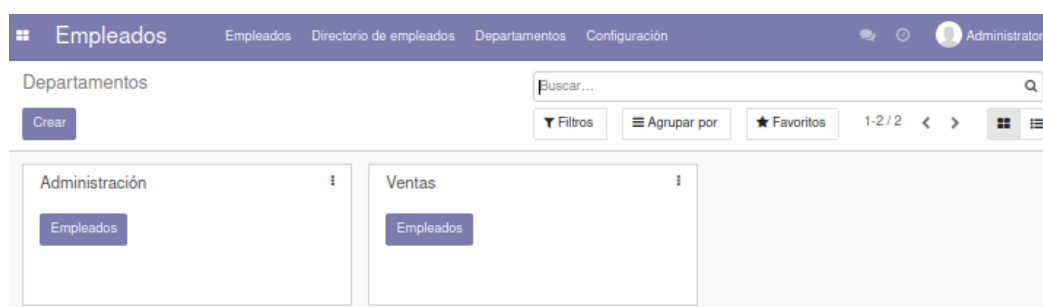 Empleados Empleados Directorio de empleados Departamentos Configuración Administrator
Departamentos Buscar...
Crear Filtros Agrupar por Favoritos 1-2 / 2
Administración Ventas
Empleados Empleados